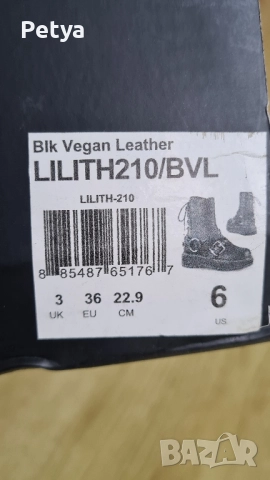 Petya
Blk Vegan Leather
LILITH210/BVL
LILITH-210
8 85487 65176 7
3 36 22.9 6
UK EU CM US
BAZAR